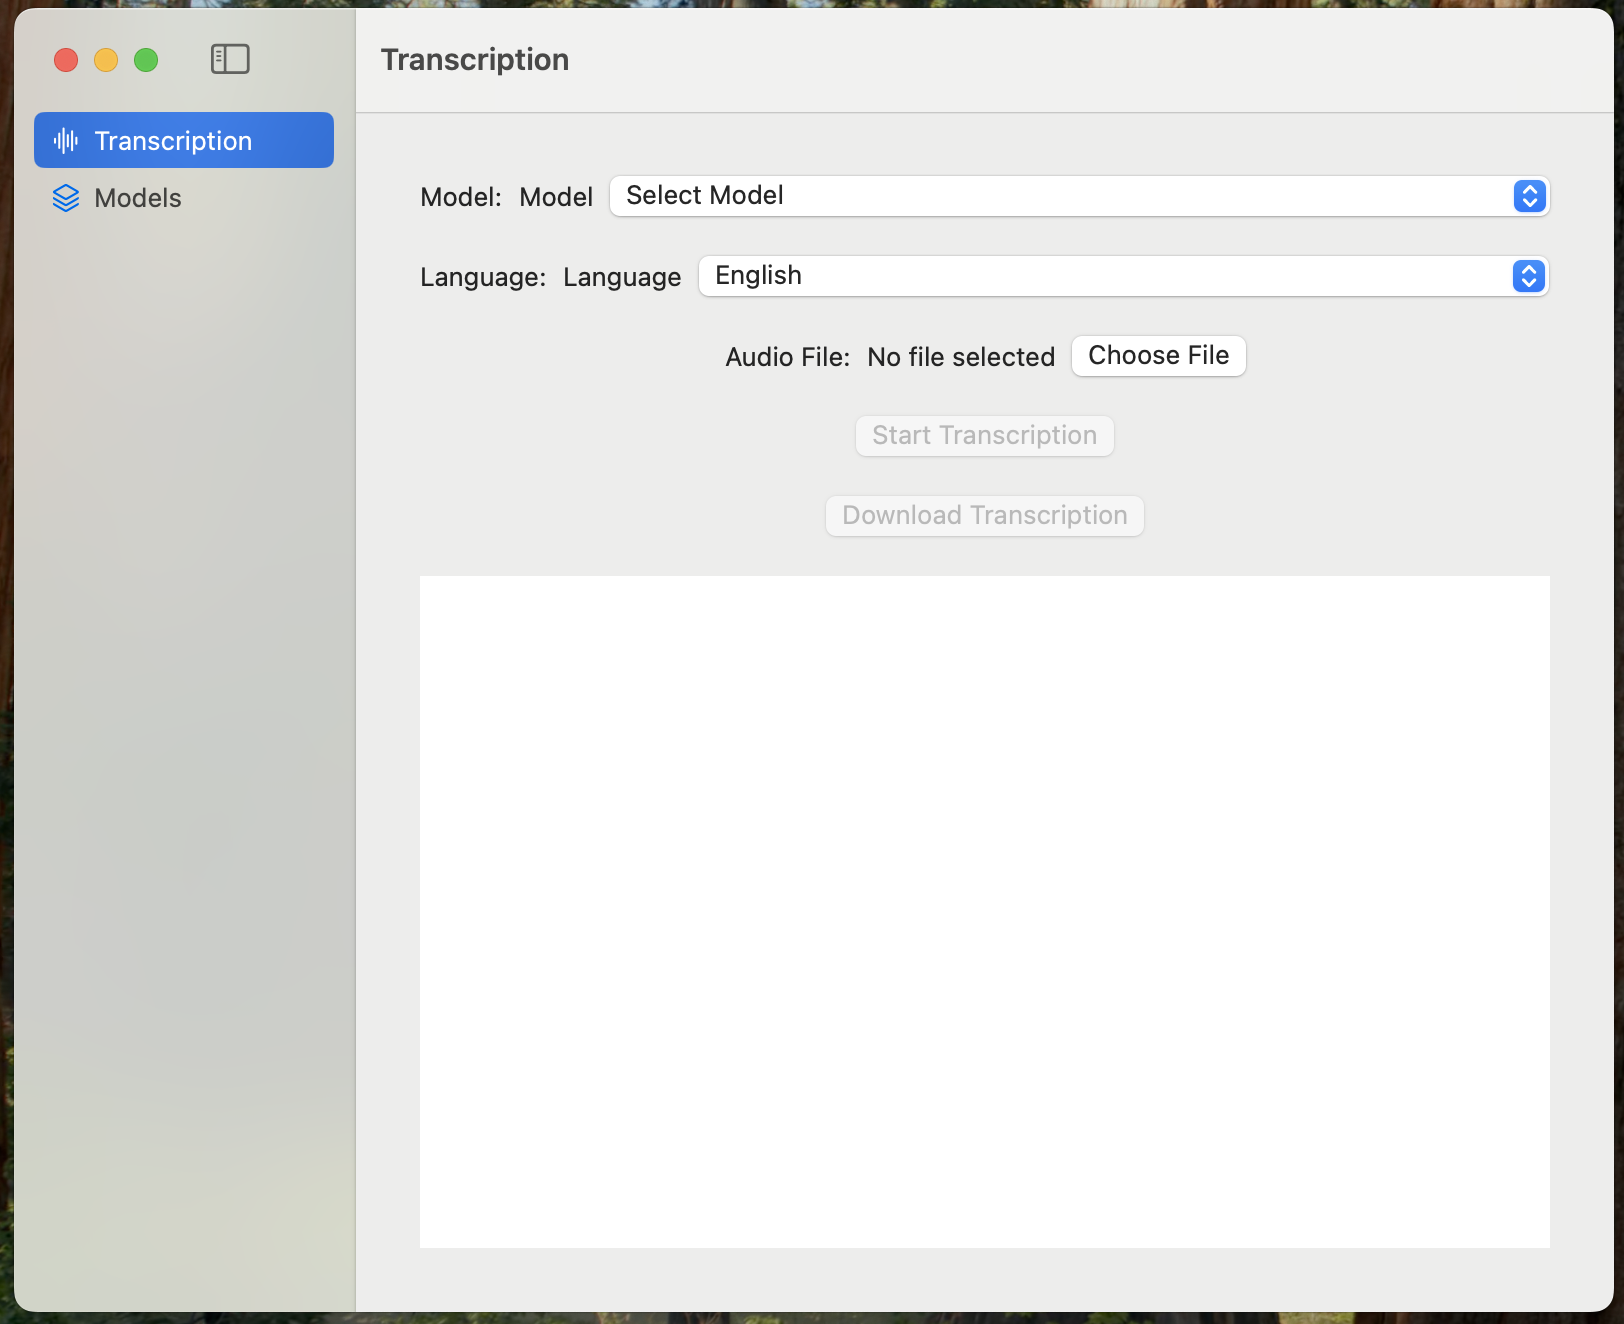 Transcription
Transcription
Models
Model: Model Select Model
Language: Language English
Audio File: No file selected Choose File
Start Transcription
Download Transcription